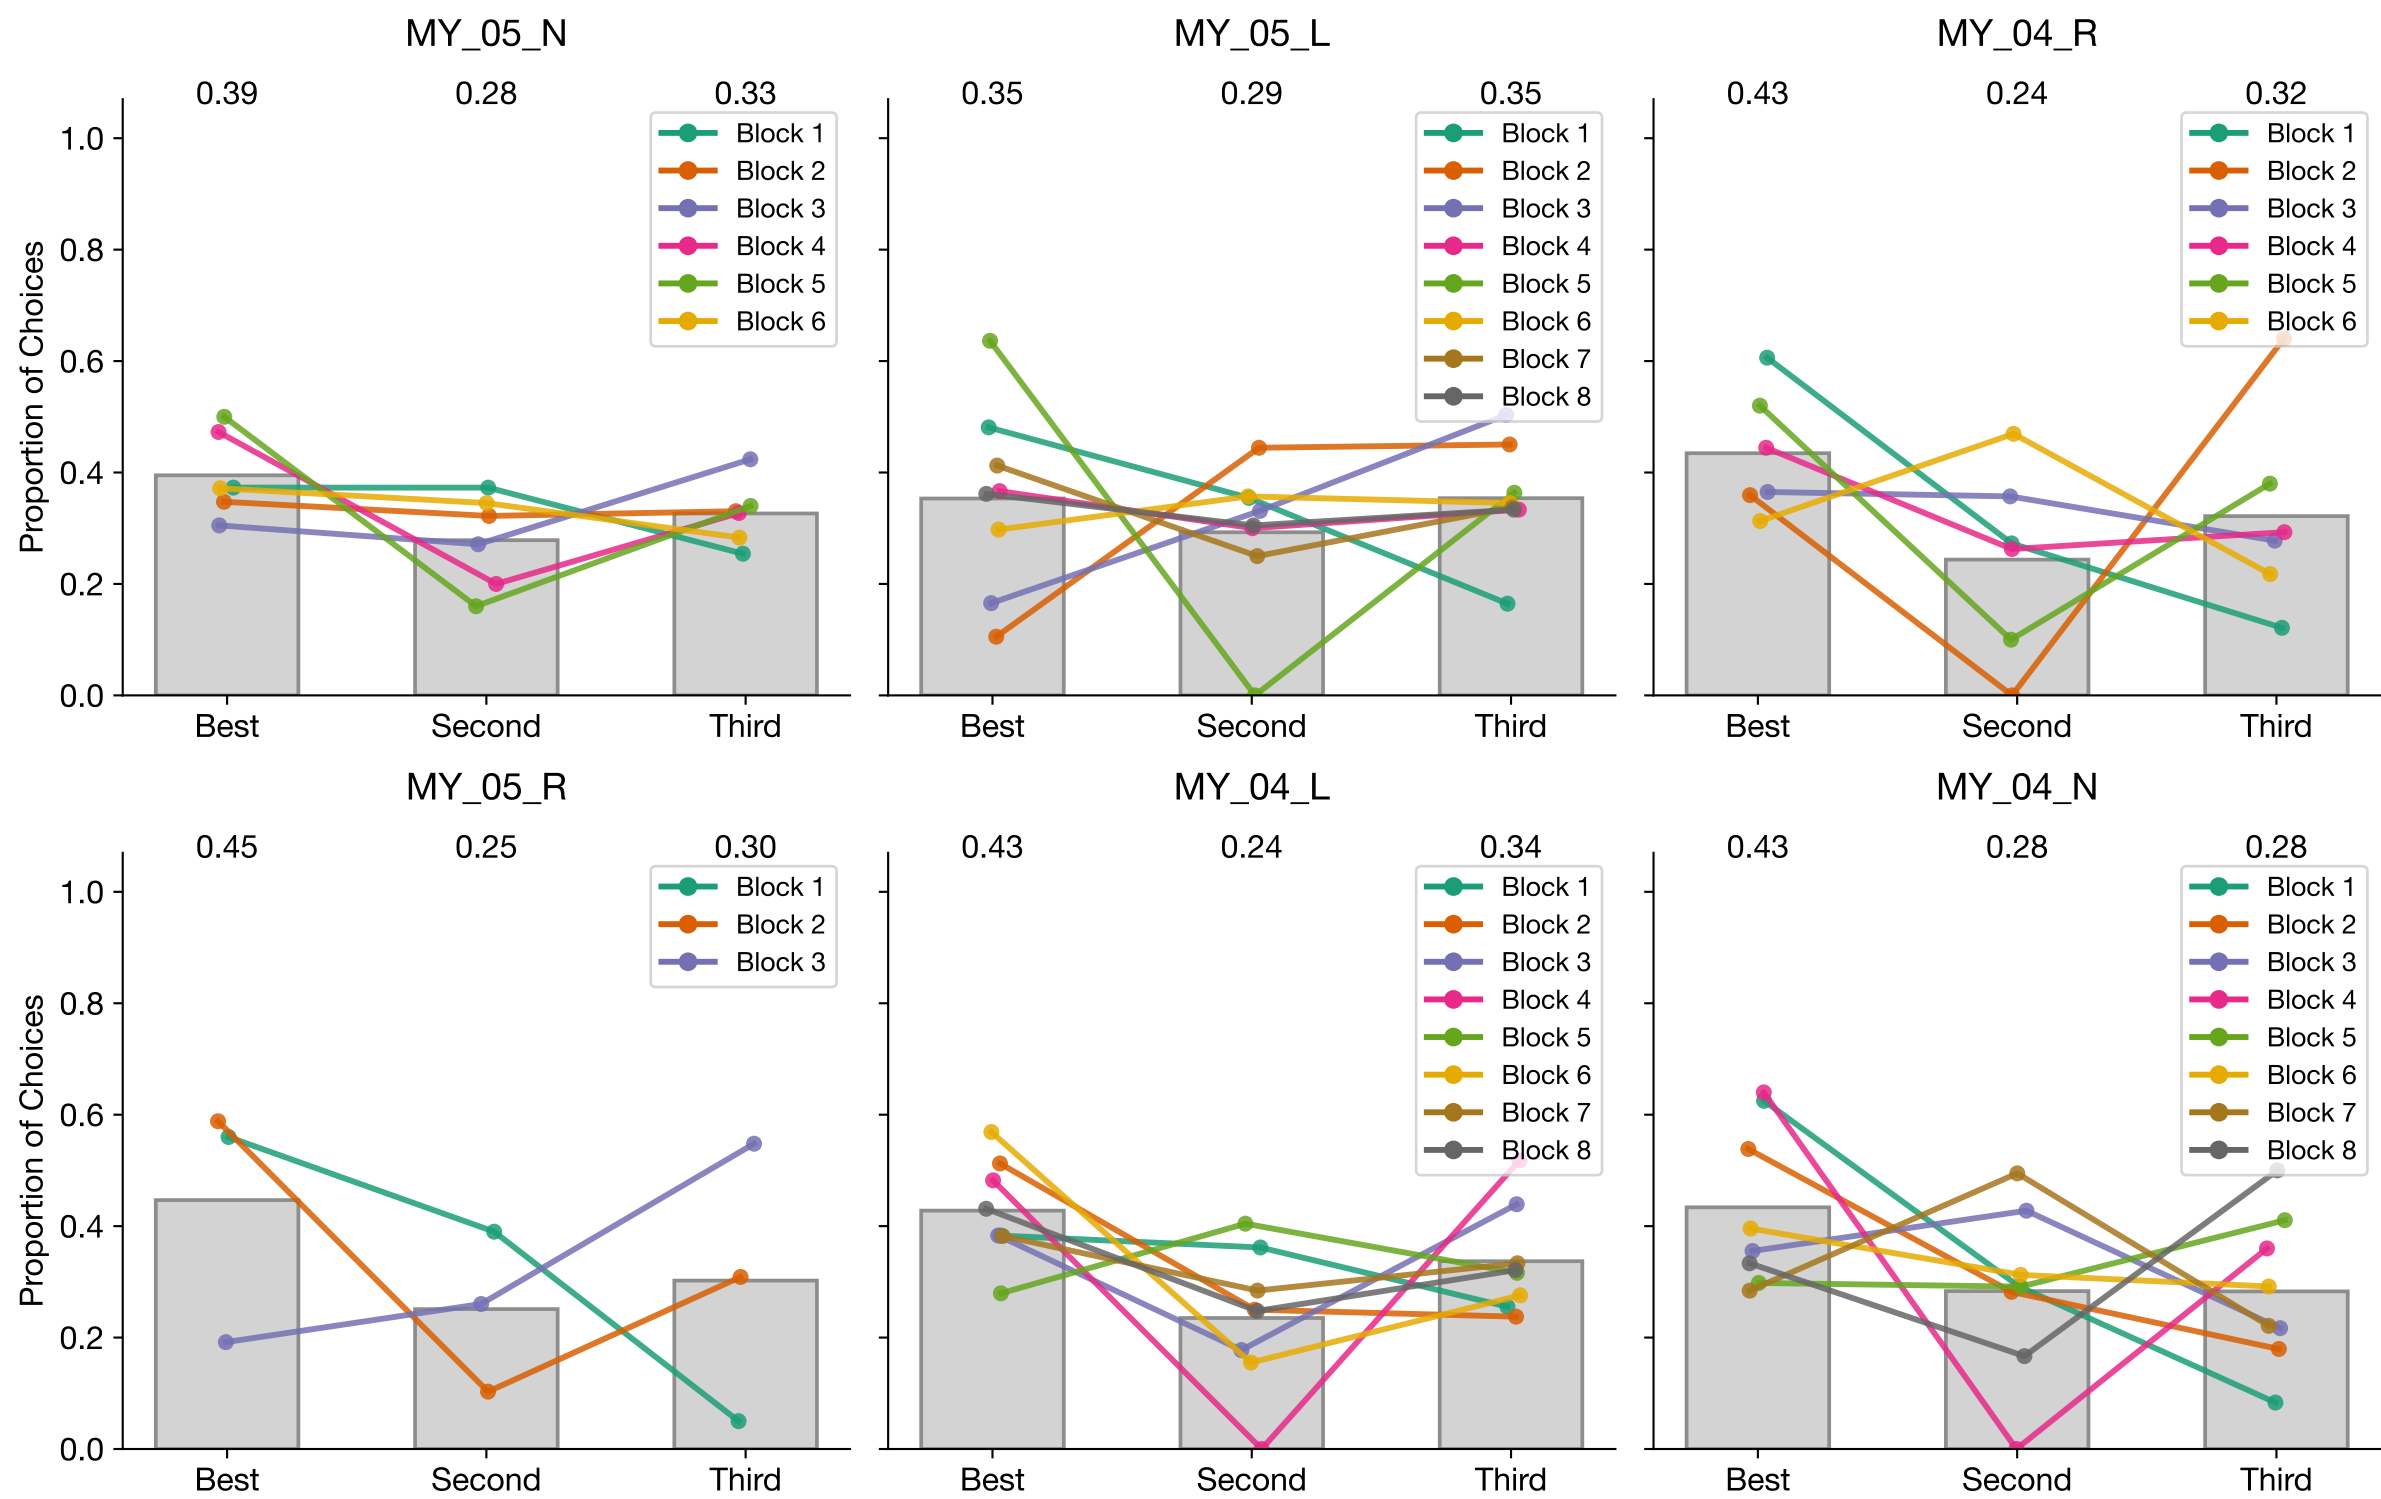 MY_05_N
0.39 0.28 0.33
Block 1
Block 2
Block 3
Block 4
Block 5
Block 6
1.0
0.8
0.6
0.4
0.2
0.0
Proportion of Choices
Best Second Third
MY_05_L
0.35 0.29 0.35
Block 1
Block 2
Block 3
Block 4
Block 5
Block 6
Block 7
Block 8
Best Second Third
MY_04_R
0.43 0.24 0.32
Block 1
Block 2
Block 3
Block 4
Block 5
Block 6
Best Second Third
MY_05_R
0.45 0.25 0.30
Block 1
Block 2
Block 3
1.0
0.8
0.6
0.4
0.2
0.0
Proportion of Choices
Best Second Third
MY_04_L
0.43 0.24 0.34
Block 1
Block 2
Block 3
Block 4
Block 5
Block 6
Block 7
Block 8
Best Second Third
MY_04_N
0.43 0.28 0.28
Block 1
Block 2
Block 3
Block 4
Block 5
Block 6
Block 7
Block 8
Best Second Third